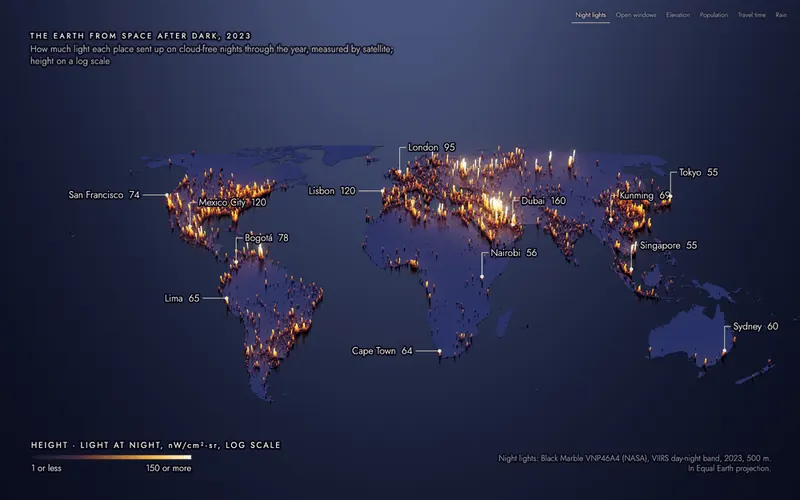 Night lights Open windows Elevation Population Travel time Rain
THE EARTH FROM SPACE AFTER DARK, 2023
How much light each place sent up on cloud-free nights through the year, measured by satellite;
height on a log scale
London 95
Tokyo 55
San Francisco 74
Lisbon 120
Kunming 69
Mexico City 120
Dubai 160
Bogotá 78
Singapore 55
Nairobi 56
Lima 65
Sydney 60
Cape Town 64
HEIGHT · LIGHT AT NIGHT, nW/cm²·sr, LOG SCALE
1 or less 150 or more
Night lights: Black Marble VNP46A4 (NASA), VIIRS day-night band, 2023, 500 m.
In Equal Earth projection.